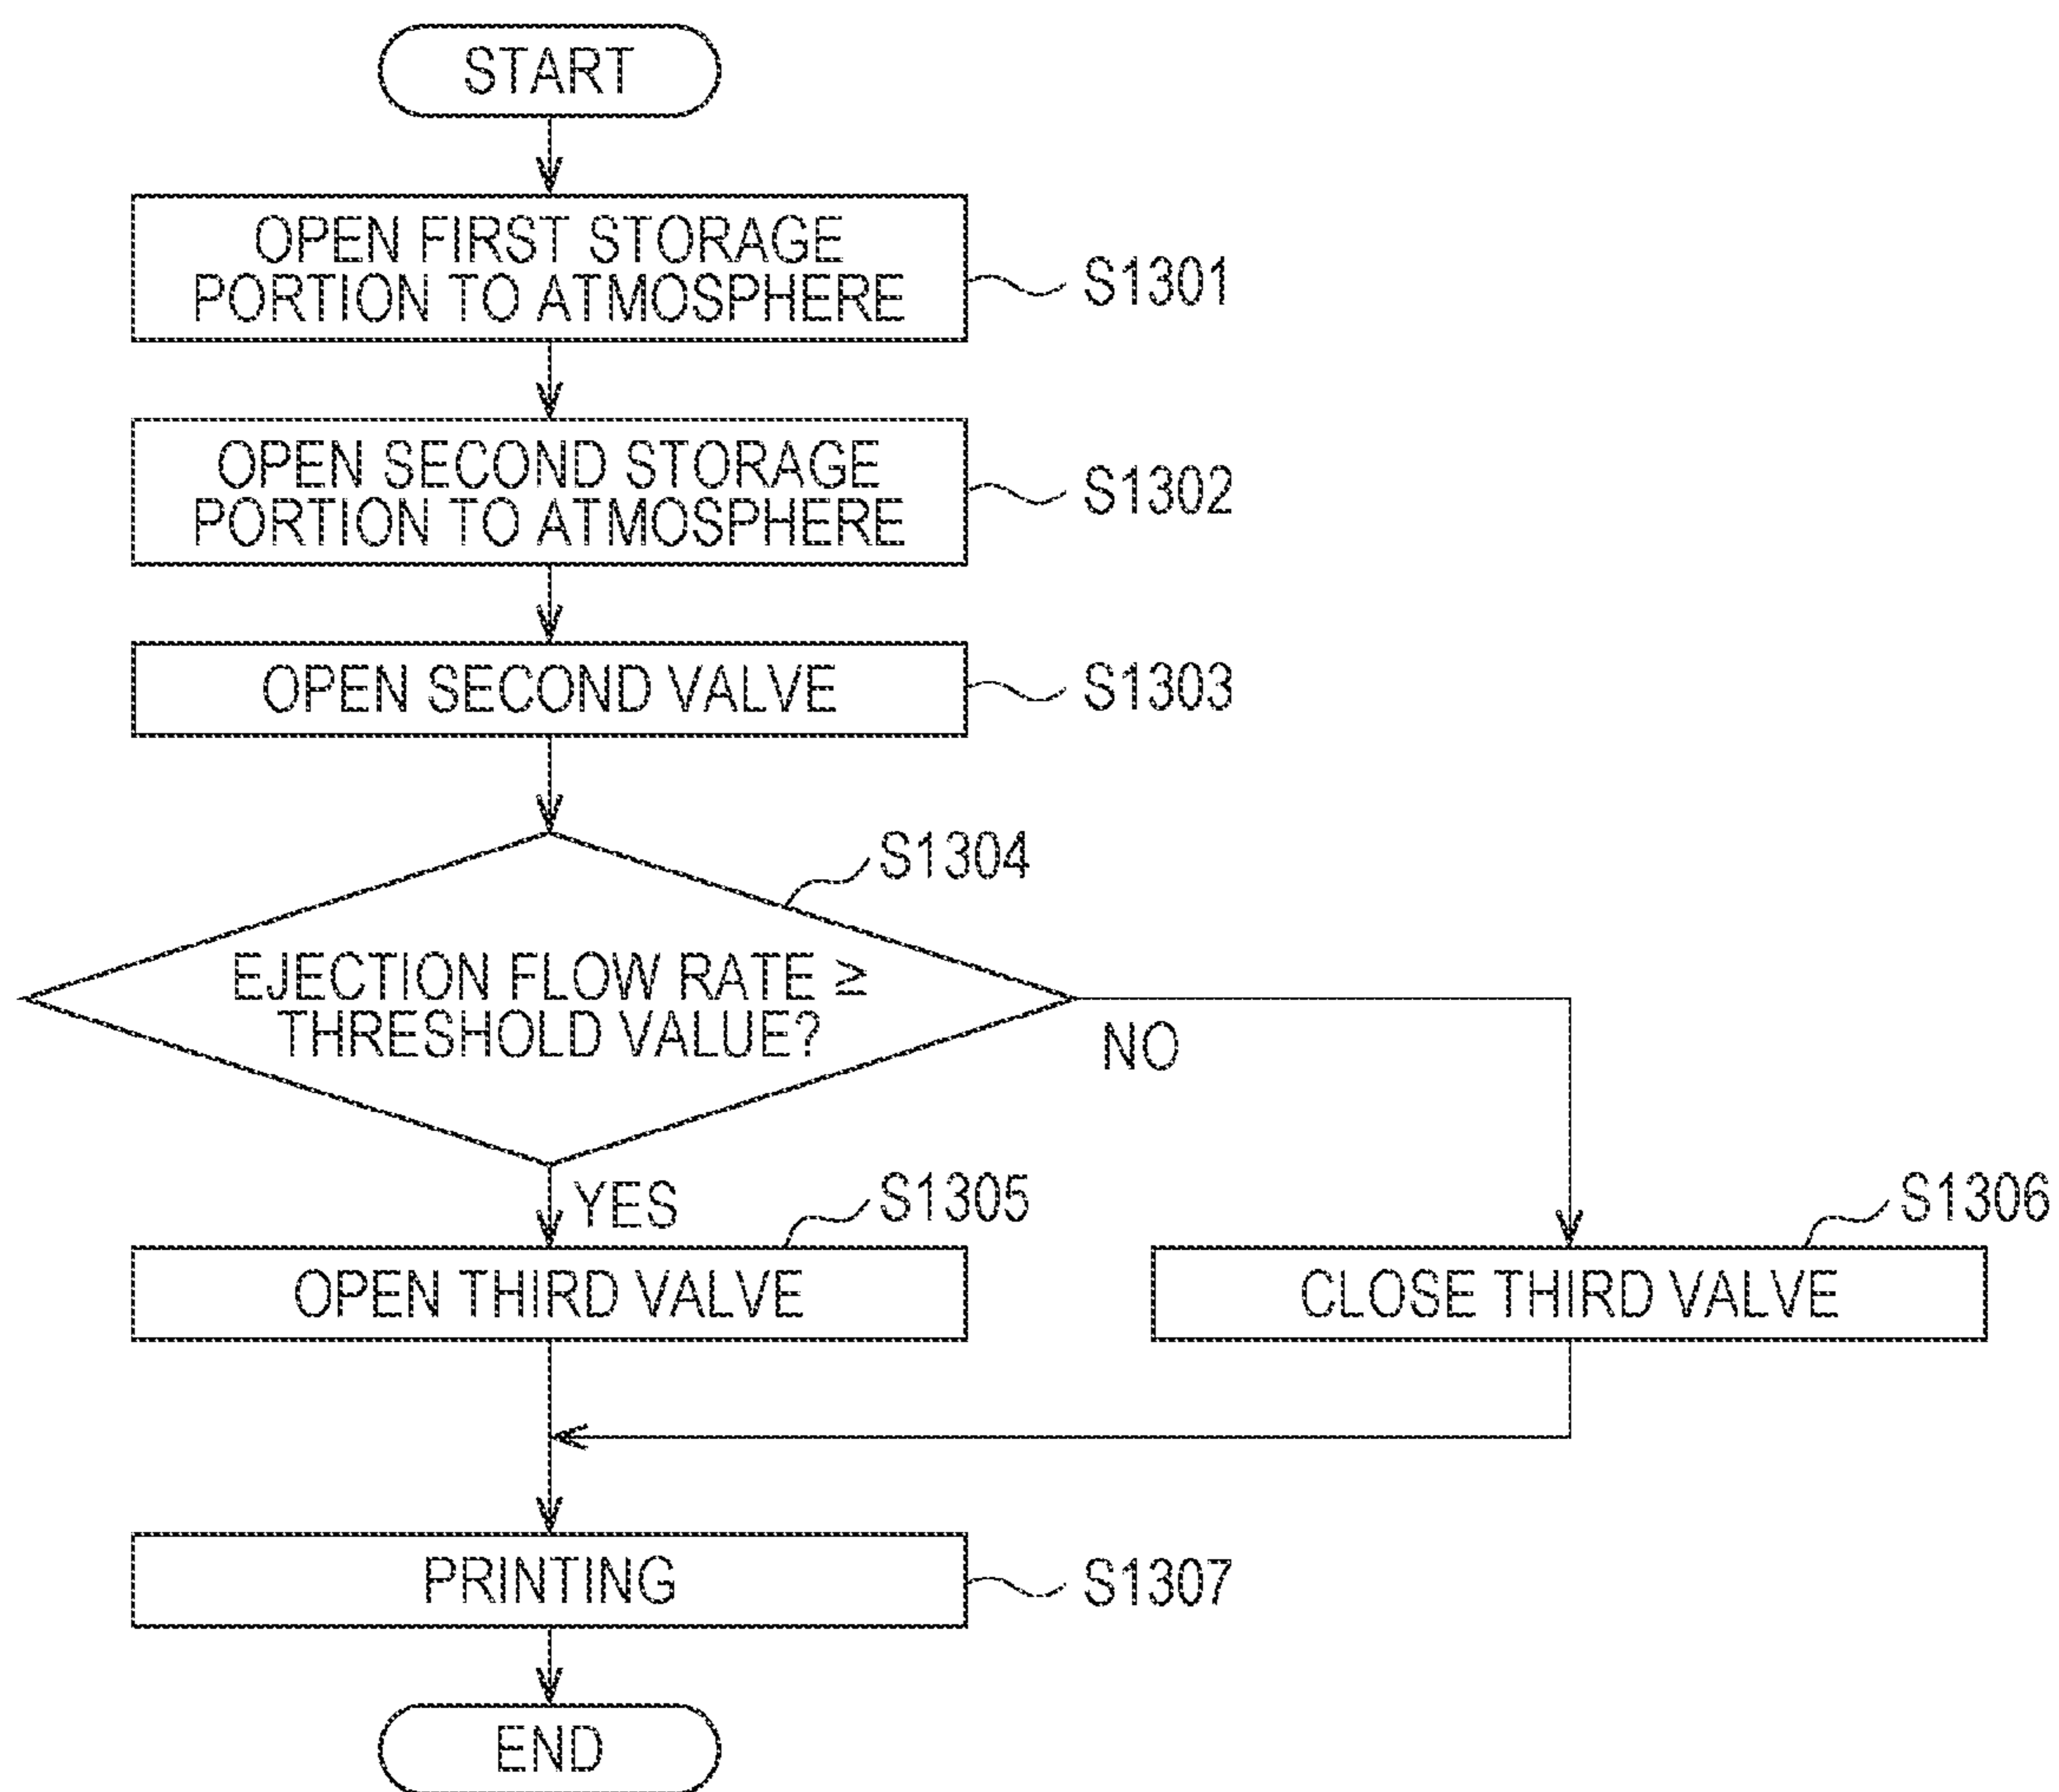 START
OPEN FIRST STORAGE
PORTION TO ATMOSPHERE
S1301
OPEN SECOND STORAGE
PORTION TO ATMOSPHERE
S1302
OPEN SECOND VALVE
S1303
S1304
EJECTION FLOW RATE ≥
THRESHOLD VALUE?
NO
YES
S1305
S1306
OPEN THIRD VALVE
CLOSE THIRD VALVE
PRINTING
S1307
END